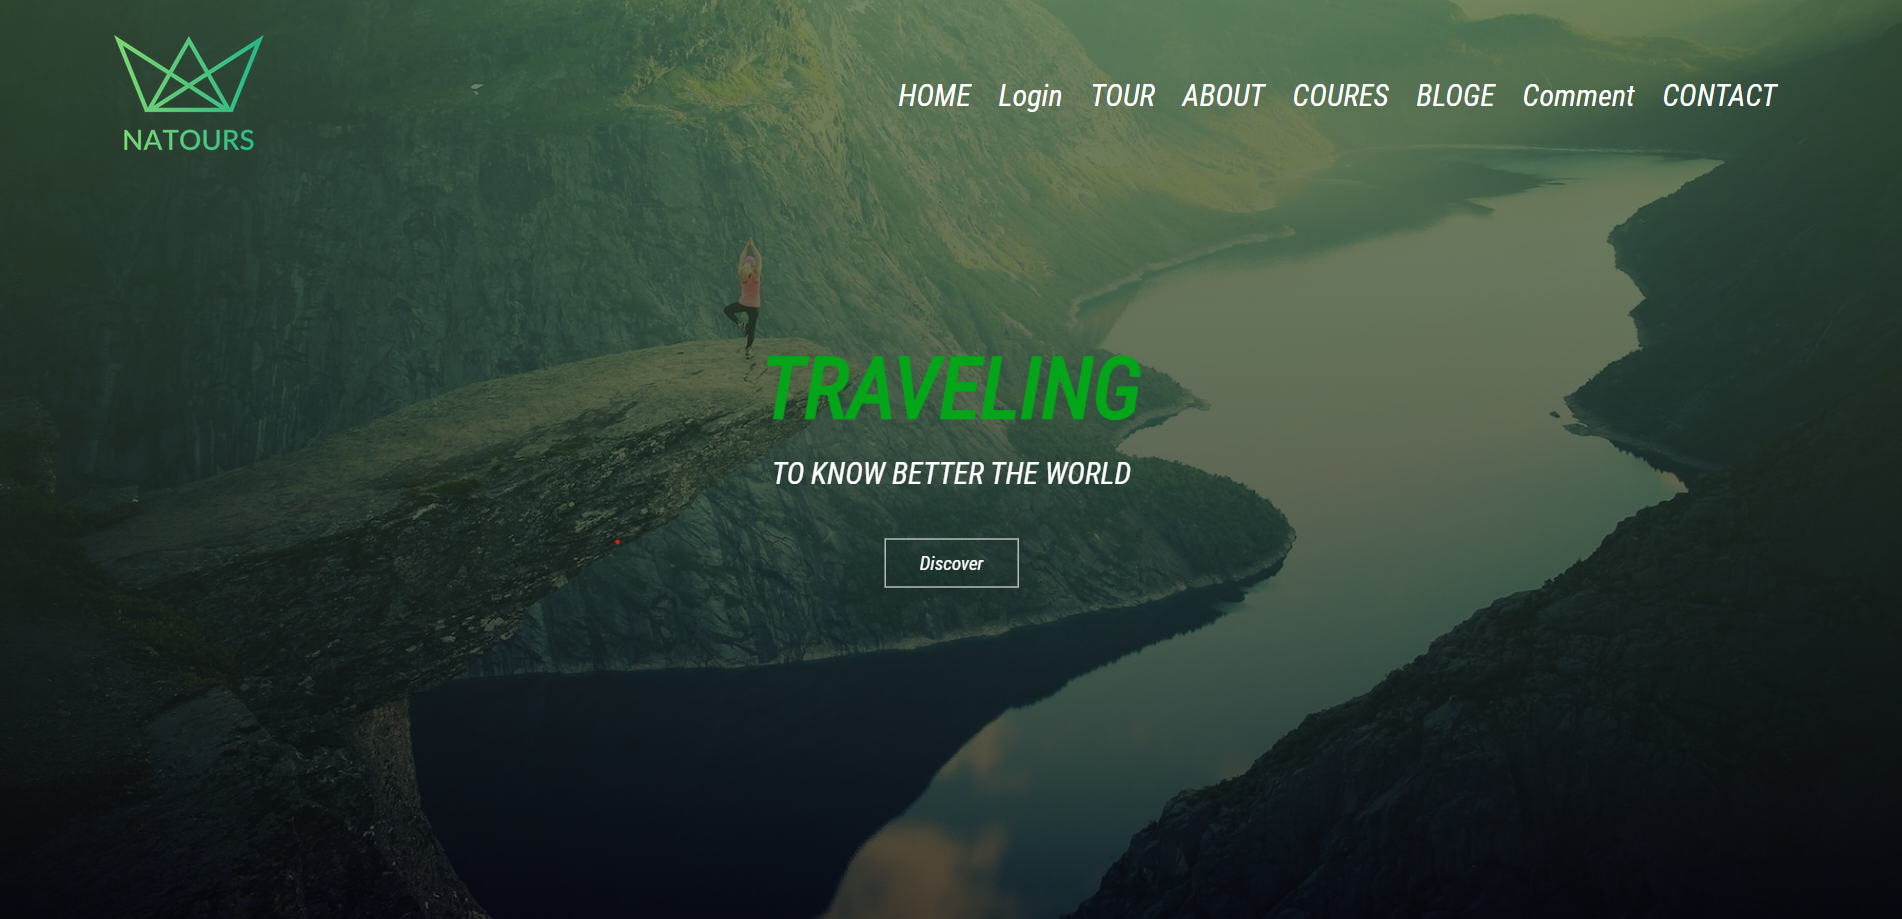 NATOURS
HOME Login TOUR ABOUT COURES BLOGE Comment CONTACT
TRAVELING
TO KNOW BETTER THE WORLD
Discover